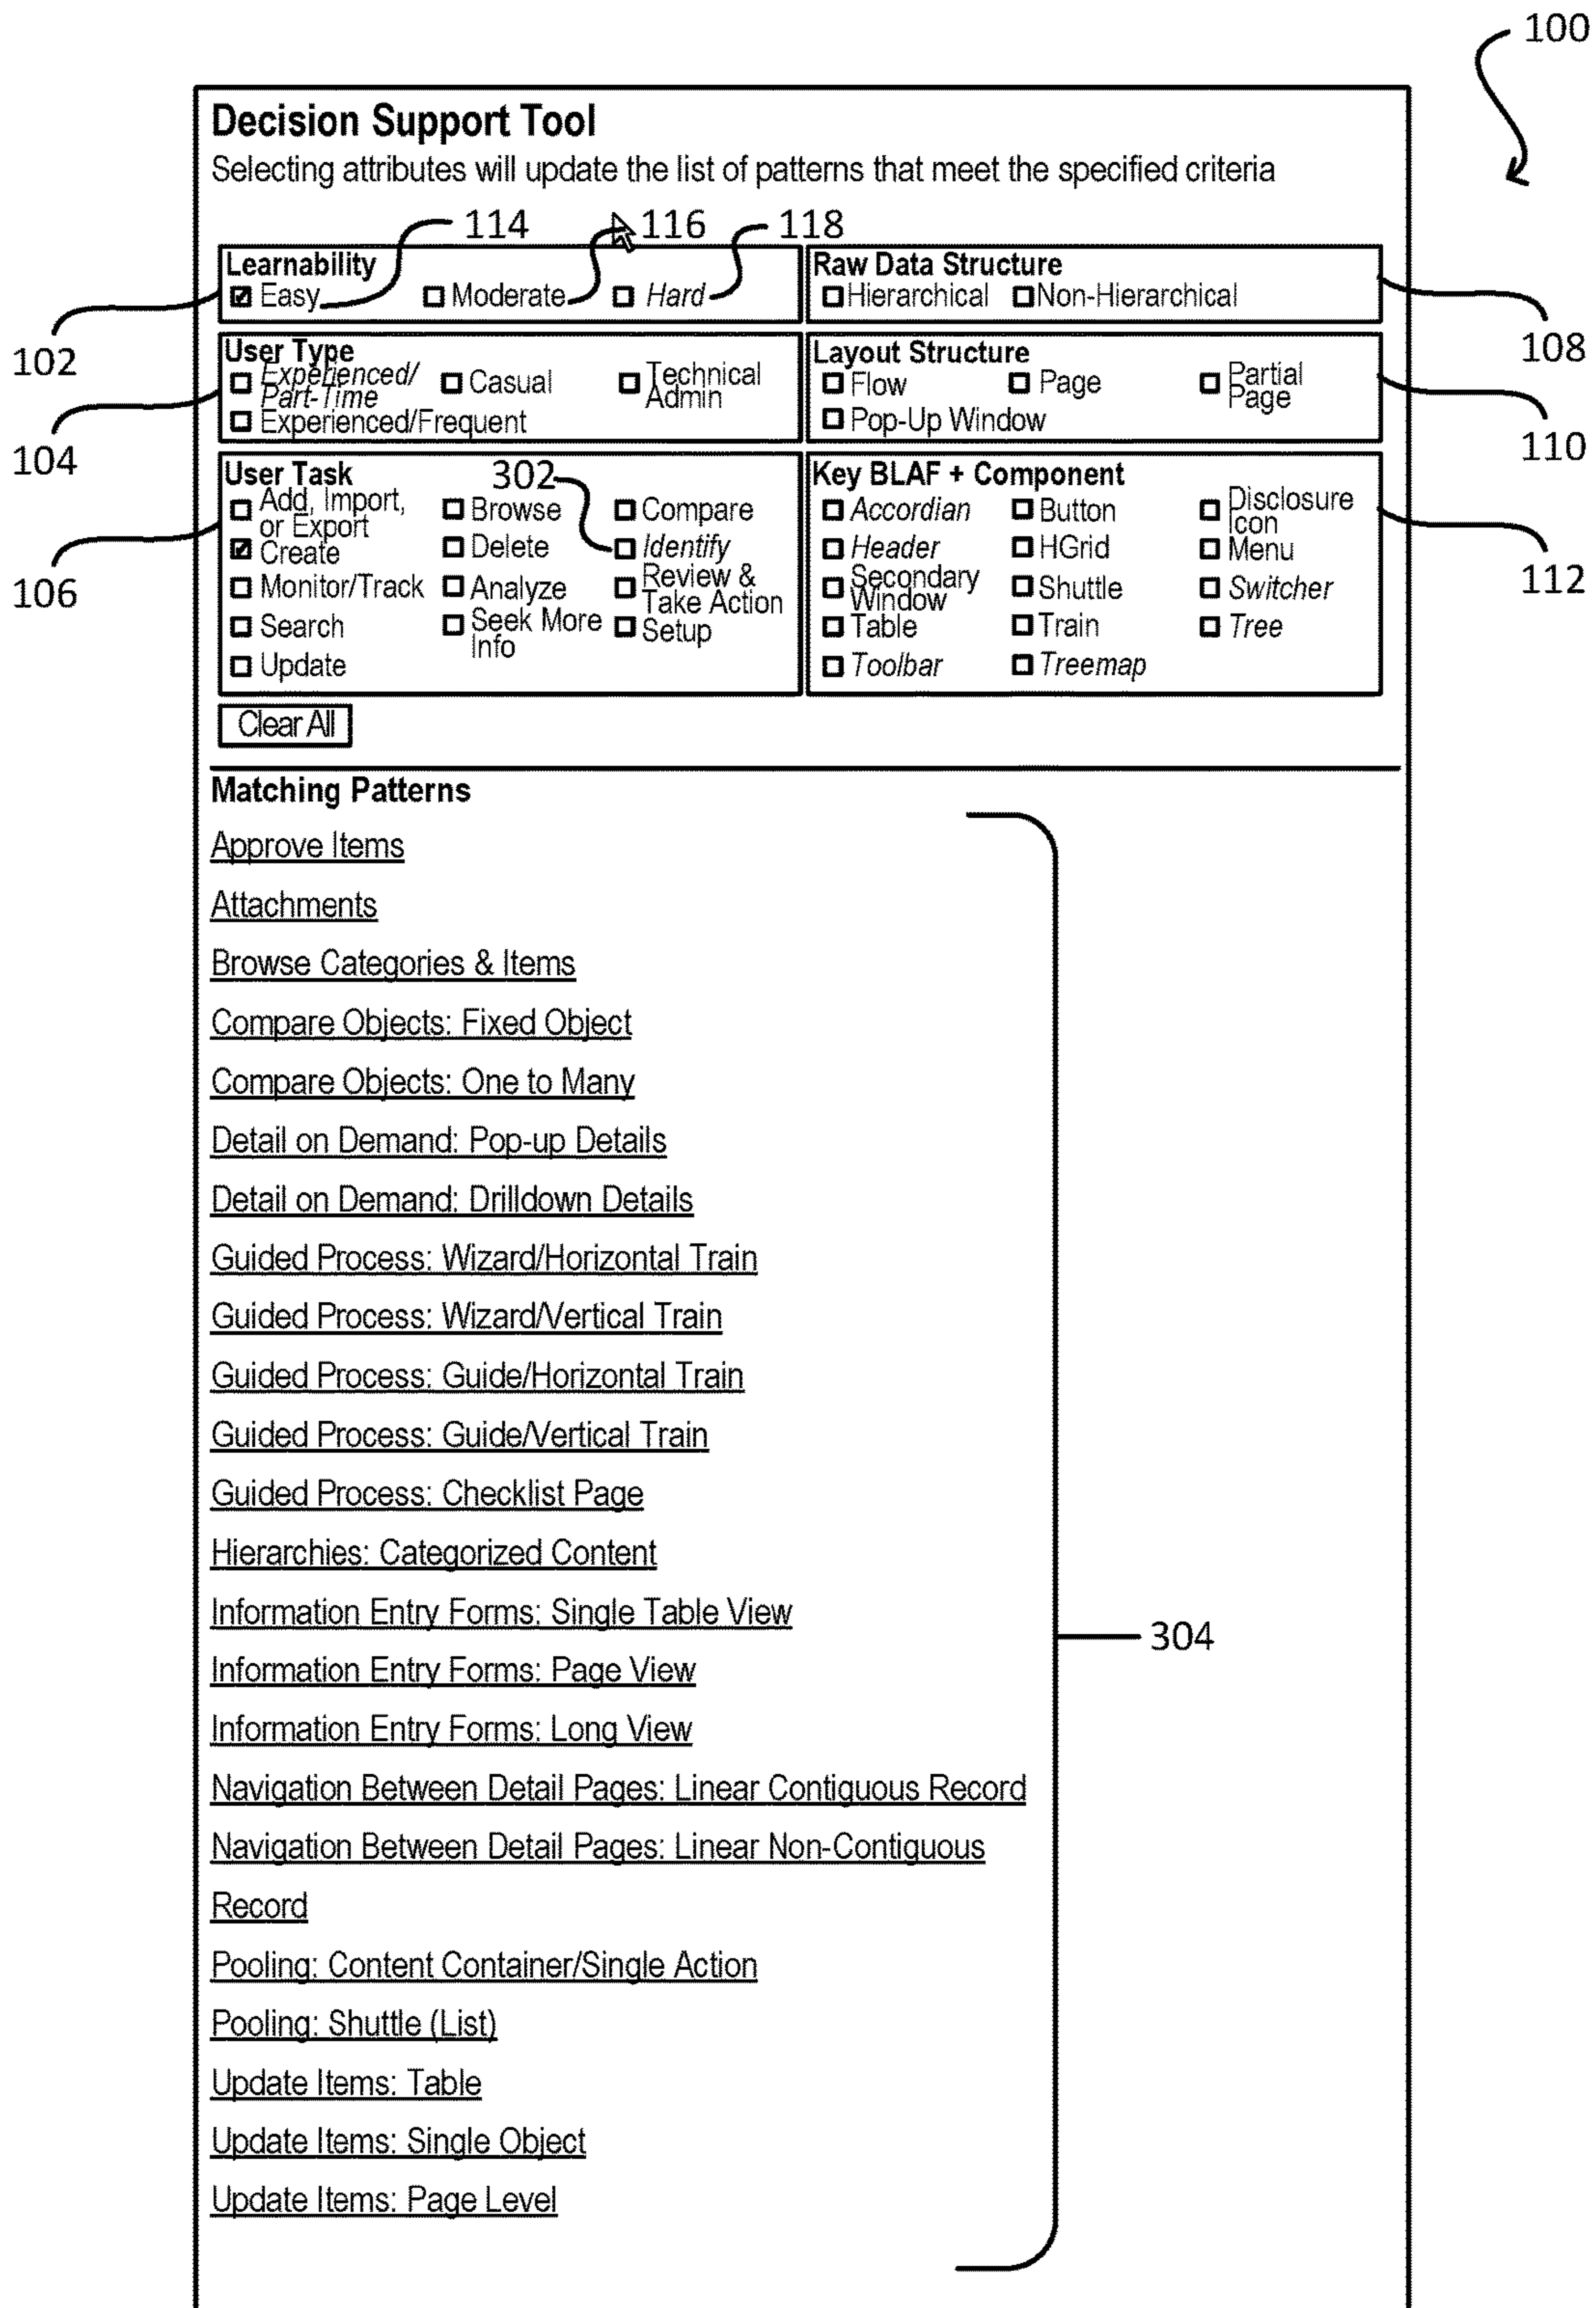 100
Decision Support Tool
Selecting attributes will update the list of patterns that meet the specified criteria
114 116 118
Learnability
Easy Moderate Hard
Raw Data Structure
Hierarchical Non-Hierarchical
102
108
User Type
Experienced/
Part-Time Casual Technical
Admin
Experienced/Frequent
Layout Structure
Flow Page Partial
Page
Pop-Up Window
104
110
User Task 302
Add, Import,
or Export Browse Compare
Create Delete Identify
Monitor/Track Analyze Review &
Take Action
Search Seek More
Info Setup
Update
Key BLAF + Component
Accordian Button Disclosure
Icon
Header HGrid Menu
Secondary
Window Shuttle Switcher
Table Train Tree
Toolbar Treemap
106
112
Clear All
Matching Patterns
Approve Items
Attachments
Browse Categories & Items
Compare Objects: Fixed Object
Compare Objects: One to Many
Detail on Demand: Pop-up Details
Detail on Demand: Drilldown Details
Guided Process: Wizard/Horizontal Train
Guided Process: Wizard/Vertical Train
Guided Process: Guide/Horizontal Train
Guided Process: Guide/Vertical Train
Guided Process: Checklist Page
Hierarchies: Categorized Content
Information Entry Forms: Single Table View
304
Information Entry Forms: Page View
Information Entry Forms: Long View
Navigation Between Detail Pages: Linear Contiguous Record
Navigation Between Detail Pages: Linear Non-Contiguous
Record
Pooling: Content Container/Single Action
Pooling: Shuttle (List)
Update Items: Table
Update Items: Single Object
Update Items: Page Level